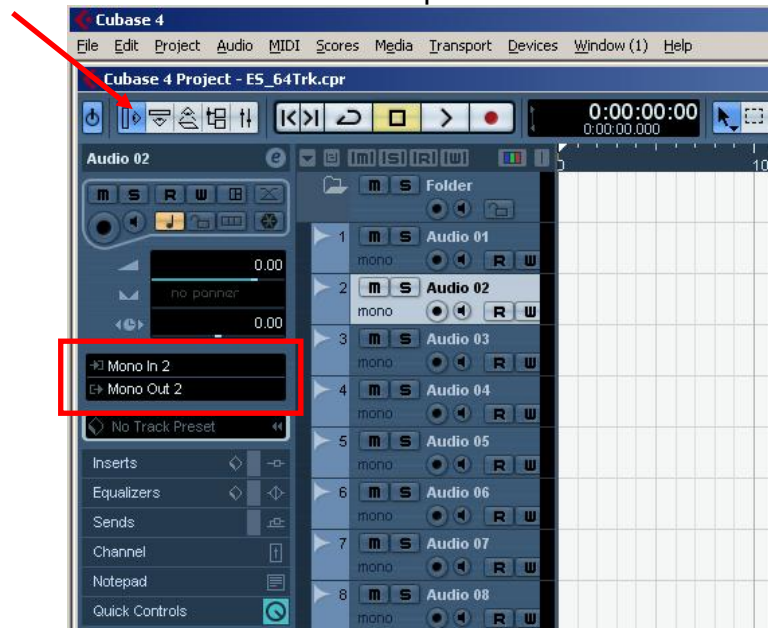 Cubase 4
File Edit Project Audio MIDI Scores Media Transport Devices Window (1) Help
Cubase 4 Project - ES_64Trk.cpr
0:00:00:00
0:00:00.000
Audio 02
e
[m] [S] [R] [W]
10
m S R W
m S Folder
1 m S Audio 01
mono R W
0.00
no panner
2 m S Audio 02
mono R W
0.00
3 m S Audio 03
mono R W
Mono In 2
Mono Out 2
4 m S Audio 04
mono R W
No Track Preset
5 m S Audio 05
mono R W
Inserts
Equalizers
6 m S Audio 06
mono R W
Sends
Channel
7 m S Audio 07
mono R W
Notepad
Quick Controls
8 m S Audio 08
mono R W